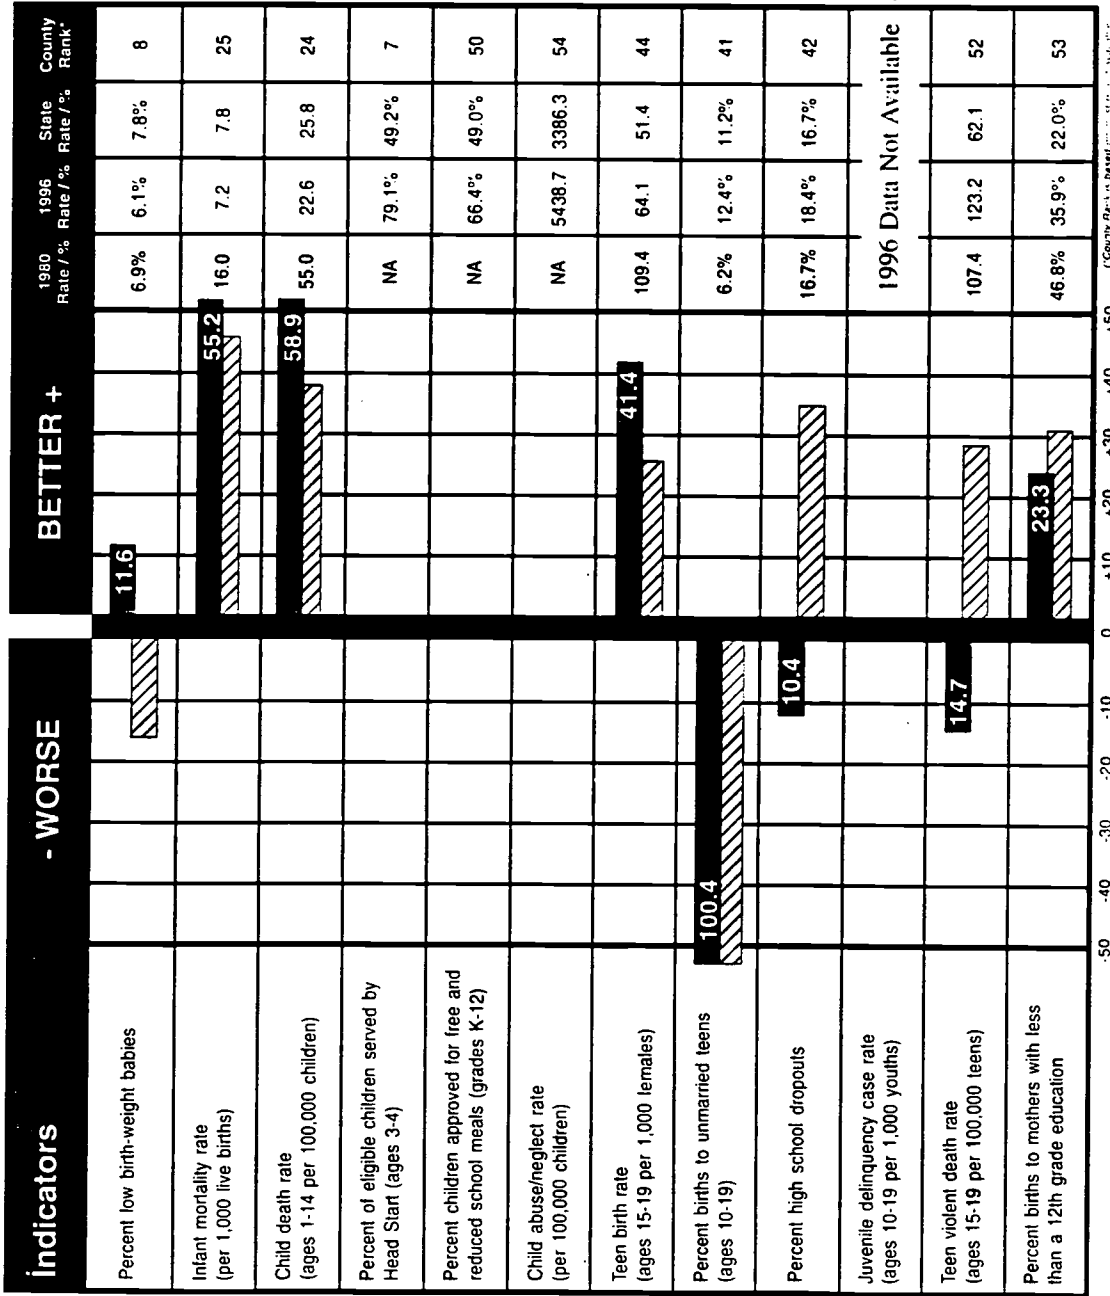 Indicators - WORSE BETTER + 1980 Rate / % 1996 Rate / % State Rate / % County Rank*
Percent low birth-weight babies 11.6 6.9% 6.1% 7.8% 8
Infant mortality rate
(per 1,000 live births) 55.2 16.0 7.2 7.8 25
Child death rate
(ages 1-14 per 100,000 children) 58.9 55.0 22.6 25.8 24
Percent of eligible children served by
Head Start (ages 3-4) NA 79.1% 49.2% 7
Percent children approved for free and
reduced school meals (grades K-12) NA 66.4% 49.0% 50
Child abuse/neglect rate
(per 100,000 children) NA 5438.7 3386.3 54
Teen birth rate
(ages 15-19 per 1,000 females) 41.4 109.4 64.1 51.4 44
Percent births to unmarried teens
(ages 10-19) 100.4 6.2% 12.4% 11.2% 41
Percent high school dropouts 10.4 16.7% 18.4% 16.7% 42
Juvenile delinquency case rate
(ages 10-19 per 1,000 youths) 1996 Data Not Available
Teen violent death rate
(ages 15-19 per 100,000 teens) 14.7 107.4 123.2 62.1 52
Percent births to mothers with less
than a 12th grade education 23.3 46.8% 35.9% 22.0% 53
-50 -40 -30 -20 -10 0 +10 +20 +30 +40 +50
(*County Rank is based